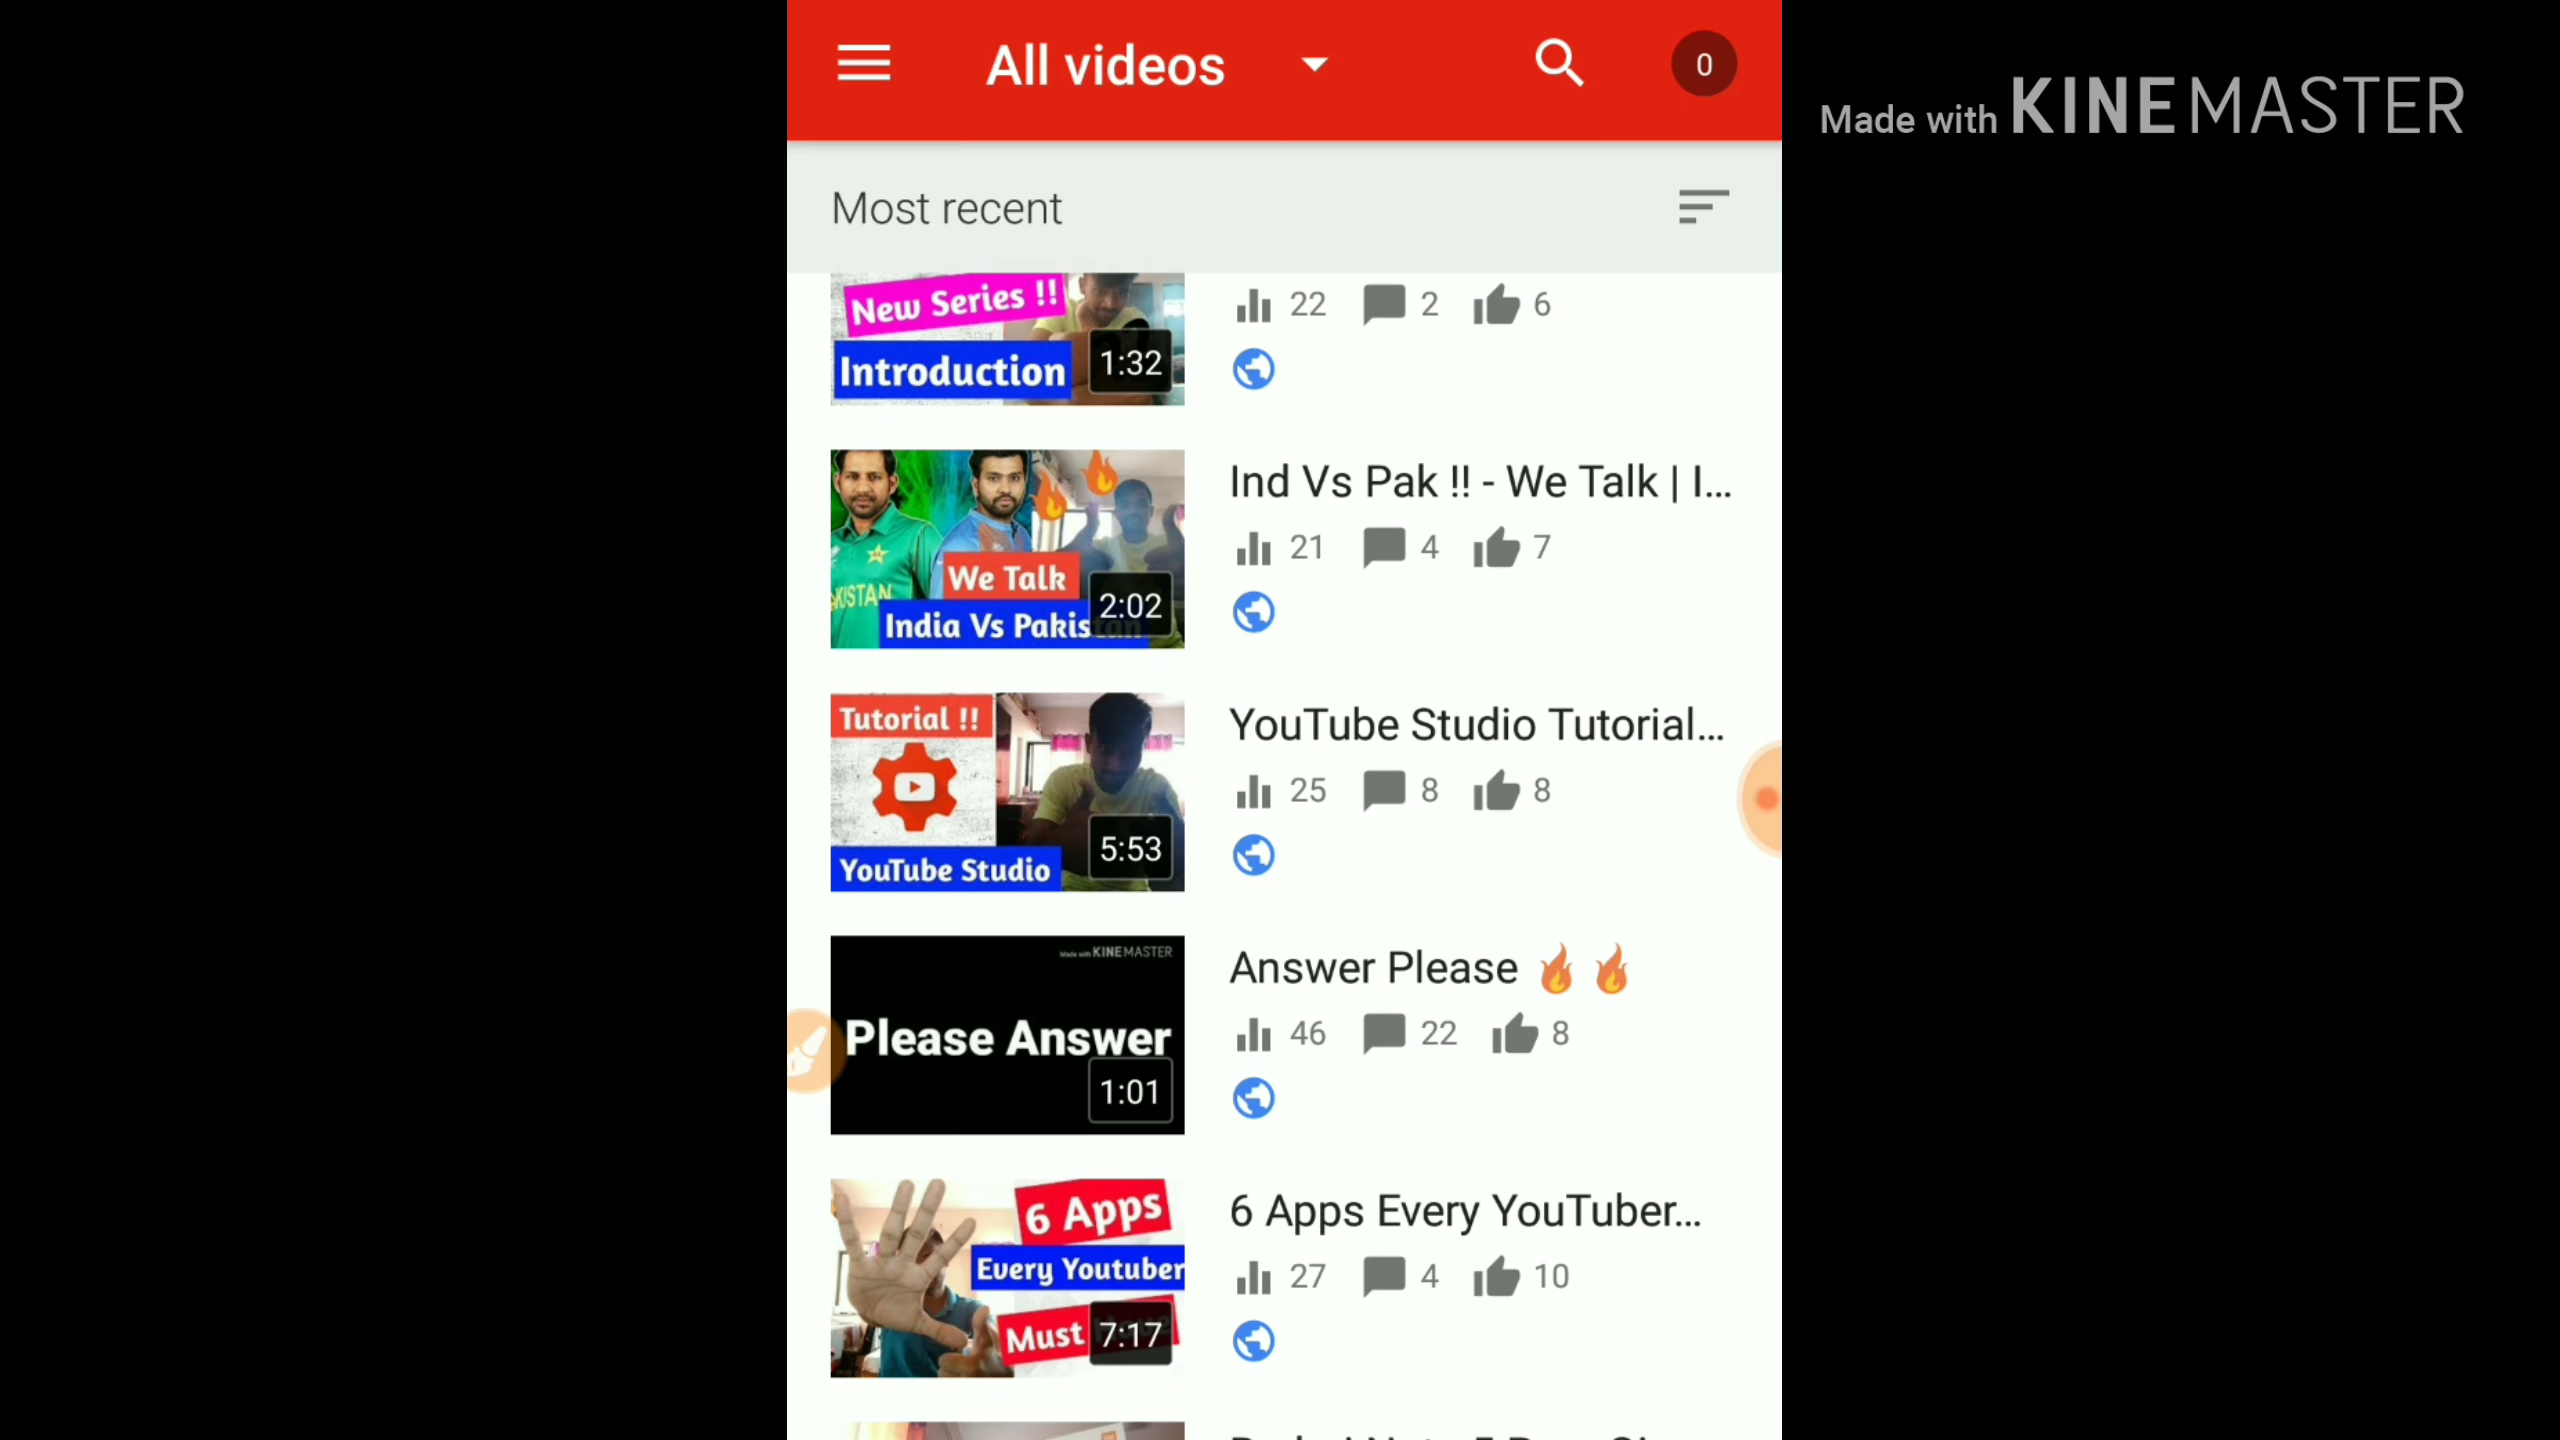 All videos
0
Made with KINEMASTER
Most recent
New Series !!
Introduction
1:32
22 2 6
Ind Vs Pak !! - We Talk | I...
21 4 7
We Talk
India Vs Pakis
2:02
YouTube Studio Tutorial...
25 8 8
Tutorial !!
YouTube Studio
5:53
Answer Please 🔥 🔥
46 22 8
Made with KINEMASTER
Please Answer
1:01
6 Apps Every YouTuber...
27 4 10
6 Apps
Every Youtuber
Must
7:17